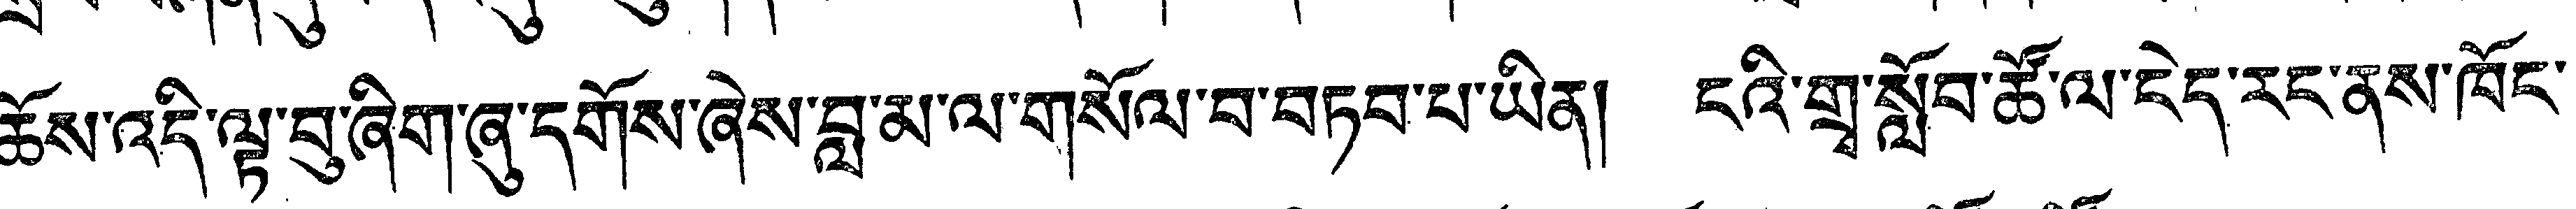 ཆོས་འདི་ལྟ་བུ་ཞིག་ཞུ་དགོས་ཞེས་བླ་མ་ལ་གསོལ་བ་བཏབ་པ་ཡིན། ངའི་གྲྭ་སློབ་ཚོ་ལ་ངེད་རང་ནས་ཁོང་